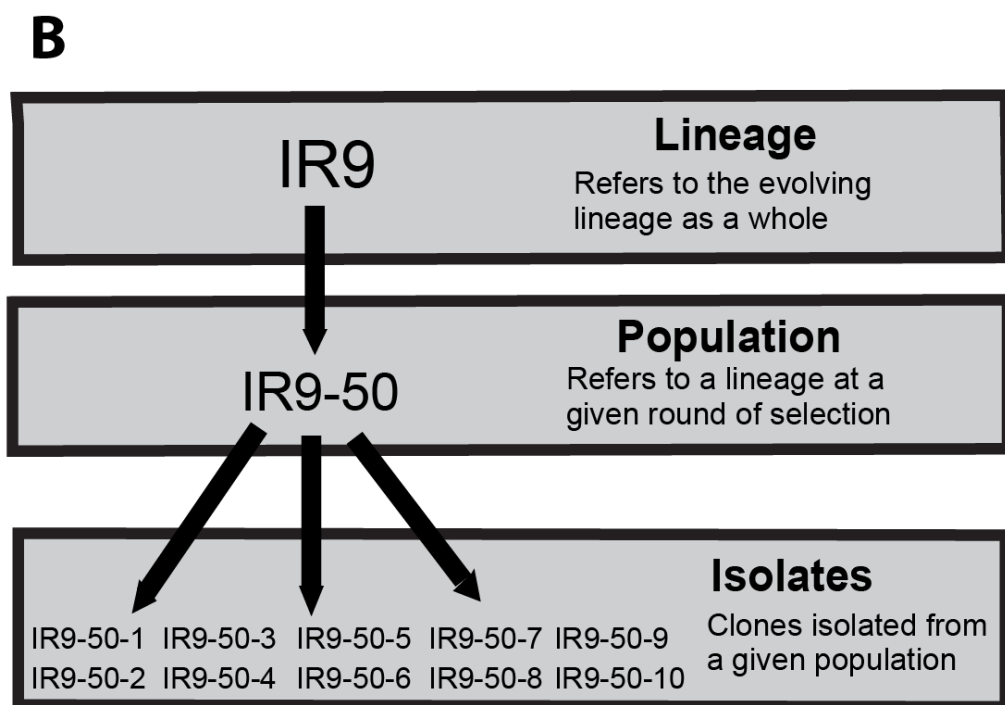 B
IR9
Lineage
Refers to the evolving
lineage as a whole
IR9-50
Population
Refers to a lineage at a
given round of selection
Isolates
Clones isolated from
a given population
IR9-50-1 IR9-50-3 IR9-50-5 IR9-50-7 IR9-50-9
IR9-50-2 IR9-50-4 IR9-50-6 IR9-50-8 IR9-50-10